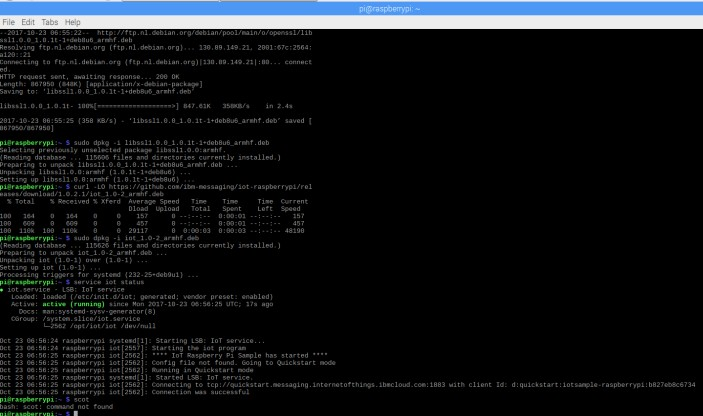 pi@raspberrypi: ~
File Edit Tabs Help
--2017-10-23 06:55:22-- http://ftp.nl.debian.org/debian/pool/main/o/openssl/lib
ssl1.0.0_1.0.1t-1+deb8u6_armhf.deb
Resolving ftp.nl.debian.org (ftp.nl.debian.org)... 130.89.149.21, 2001:67c:2564:
a120::21
Connecting to ftp.nl.debian.org (ftp.nl.debian.org)|130.89.149.21|:80... connect
ed.
HTTP request sent, awaiting response... 200 OK
Length: 867950 (848K) [application/x-debian-package]
Saving to: 'libssl1.0.0_1.0.1t-1+deb8u6_armhf.deb'
libssl1.0.0_1.0.1t- 100%[===================>] 847.61K 358KB/s in 2.4s
2017-10-23 06:55:25 (358 KB/s) - 'libssl1.0.0_1.0.1t-1+deb8u6_armhf.deb' saved [
867950/867950]
pi@raspberrypi:~ $ sudo dpkg -i libssl1.0.0_1.0.1t-1+deb8u6_armhf.deb
Selecting previously unselected package libssl1.0.0:armhf.
(Reading database ... 115606 files and directories currently installed.)
Preparing to unpack libssl1.0.0_1.0.1t-1+deb8u6_armhf.deb ...
Unpacking libssl1.0.0:armhf (1.0.1t-1+deb8u6) ...
Setting up libssl1.0.0:armhf (1.0.1t-1+deb8u6) ...
pi@raspberrypi:~ $ curl -LO https://github.com/ibm-messaging/iot-raspberrypi/rel
eases/download/1.0.2.1/iot_1.0-2_armhf.deb
% Total % Received % Xferd Average Speed Time Time Time Current
Dload Upload Total Spent Left Speed
100 164 0 164 0 0 157 0 --:--:-- 0:00:01 --:--:-- 157
100 609 0 609 0 0 457 0 --:--:-- 0:00:01 --:--:-- 457
100 110k 100 110k 0 0 29117 0 0:00:03 0:00:03 --:--:-- 48190
pi@raspberrypi:~ $ sudo dpkg -i iot_1.0-2_armhf.deb
(Reading database ... 115626 files and directories currently installed.)
Preparing to unpack iot_1.0-2_armhf.deb ...
Unpacking iot (1.0-1) over (1.0-1) ...
Setting up iot (1.0-1) ...
Processing triggers for systemd (232-25+deb9u1) ...
pi@raspberrypi:~ $ service iot status
● iot.service - LSB: IoT service
Loaded: loaded (/etc/init.d/iot; generated; vendor preset: enabled)
Active: active (running) since Mon 2017-10-23 06:56:25 UTC; 17s ago
Docs: man:systemd-sysv-generator(8)
CGroup: /system.slice/iot.service
└─2562 /opt/iot/iot /dev/null
Oct 23 06:56:24 raspberrypi systemd[1]: Starting LSB: IoT service...
Oct 23 06:56:25 raspberrypi iot[2557]: Starting the iot program
Oct 23 06:56:25 raspberrypi iot[2562]: **** IoT Raspberry Pi Sample has started ****
Oct 23 06:56:25 raspberrypi iot[2562]: Config file not found. Going to Quickstart mode
Oct 23 06:56:25 raspberrypi iot[2562]: Running in Quickstart mode
Oct 23 06:56:25 raspberrypi systemd[1]: Started LSB: IoT service.
Oct 23 06:56:25 raspberrypi iot[2562]: Connecting to tcp://quickstart.messaging.internetofthings.ibmcloud.com:1883 with client Id: d:quickstart:iotsample-raspberrypi:b827eb8c6734
Oct 23 06:56:25 raspberrypi iot[2562]: Connection was successful
pi@raspberrypi:~ $ scot
bash: scot: command not found
pi@raspberrypi:~ $